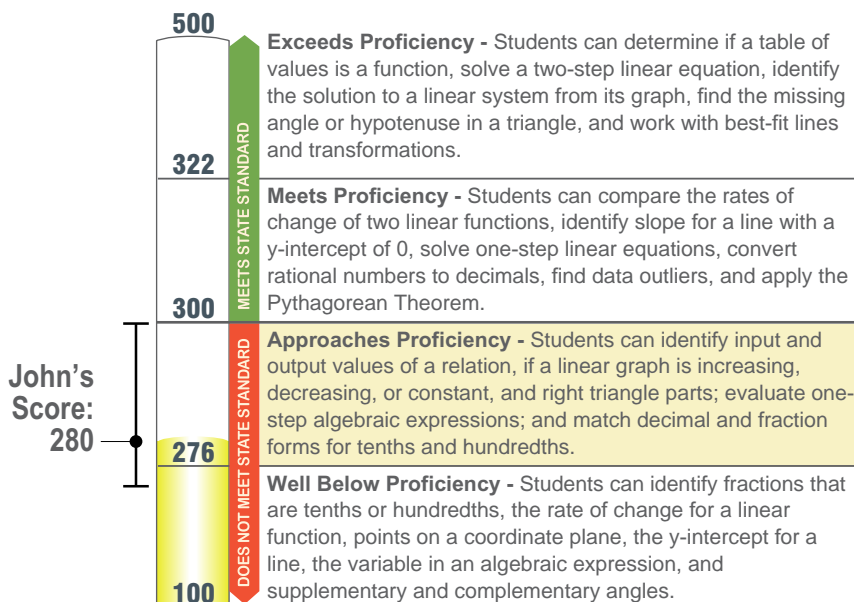 500
Exceeds Proficiency - Students can determine if a table of
values is a function, solve a two-step linear equation, identify
the solution to a linear system from its graph, find the missing
angle or hypotenuse in a triangle, and work with best-fit lines
and transformations.
322
MEETS STATE STANDARD
Meets Proficiency - Students can compare the rates of
change of two linear functions, identify slope for a line with a
y-intercept of 0, solve one-step linear equations, convert
rational numbers to decimals, find data outliers, and apply the
Pythagorean Theorem.
300
Approaches Proficiency - Students can identify input and
output values of a relation, if a linear graph is increasing,
decreasing, or constant, and right triangle parts; evaluate one-
step algebraic expressions; and match decimal and fraction
forms for tenths and hundredths.
John's
Score:
280
276
DOES NOT MEET STATE STANDARD
Well Below Proficiency - Students can identify fractions that
are tenths or hundredths, the rate of change for a linear
function, points on a coordinate plane, the y-intercept for a
line, the variable in an algebraic expression, and
supplementary and complementary angles.
100